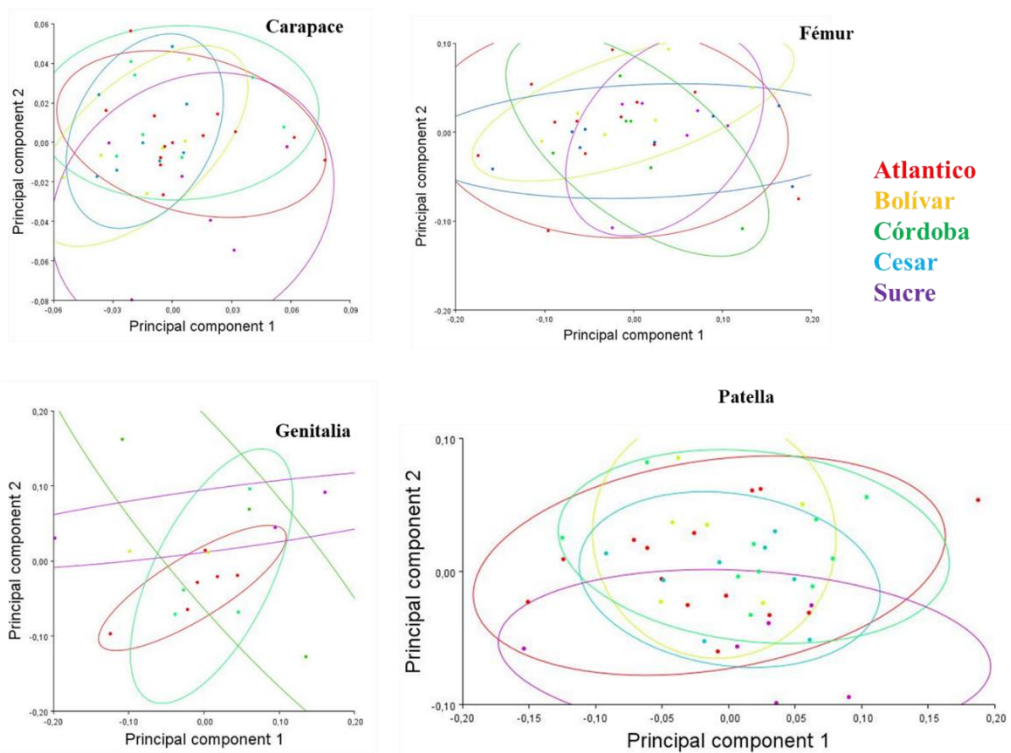 Carapace
0,06
0,04
0,02
0,00
-0,02
-0,04
-0,06
-0,08
Principal component 2
-0,06 -0,03 0,00 0,03 0,06 0,09
Principal component 1
Fémur
0,10
0,00
-0,10
-0,20
Principal component 2
-0,20 -0,10 0,00 0,10 0,20
Principal component 1
Atlantico
Bolívar
Córdoba
Cesar
Sucre
Genitalia
0,20
0,10
0,00
-0,10
-0,20
Principal component 2
-0,20 -0,10 0,00 0,10 0,20
Principal component 1
Patella
0,10
0,00
-0,10
Principal component 2
-0,20 -0,15 -0,10 -0,05 0,00 0,05 0,10 0,15 0,20
Principal component 1